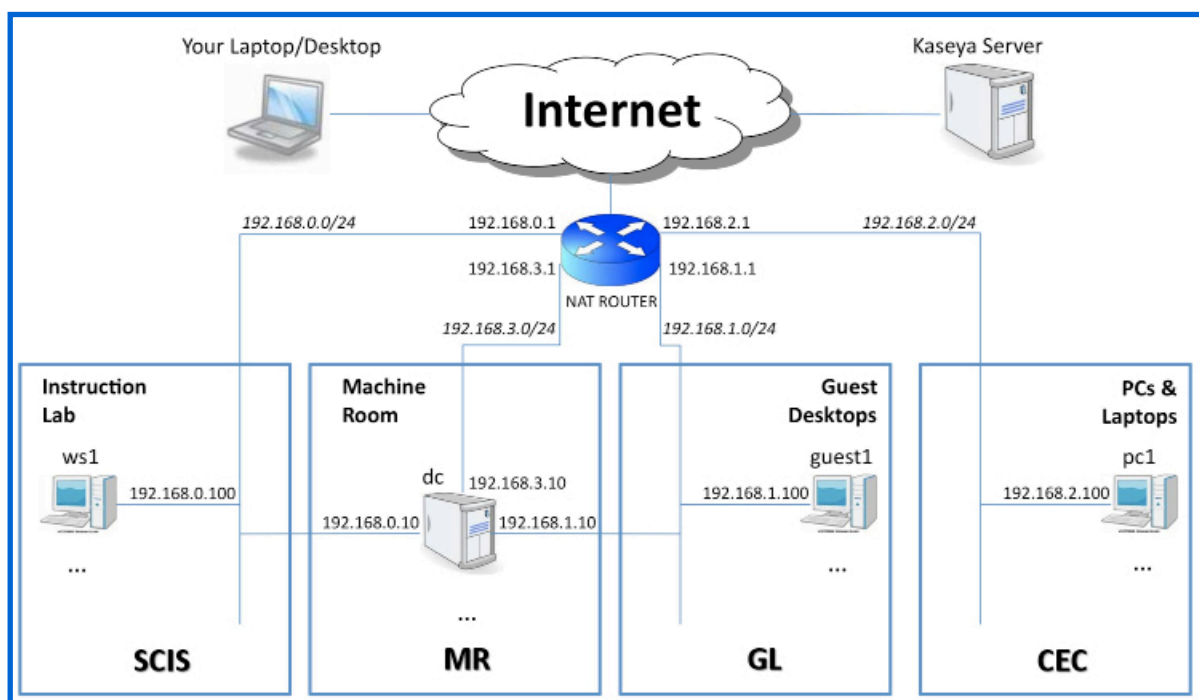 Your Laptop/Desktop
Kaseya Server
Internet
192.168.0.0/24
192.168.0.1
192.168.2.1
192.168.2.0/24
192.168.3.1
192.168.1.1
NAT ROUTER
192.168.3.0/24
192.168.1.0/24
Instruction
Lab
ws1
192.168.0.100
...
SCIS
Machine
Room
dc
192.168.3.10
192.168.0.10
192.168.1.10
...
MR
Guest
Desktops
guest1
192.168.1.100
...
GL
PCs &
Laptops
pc1
192.168.2.100
...
CEC